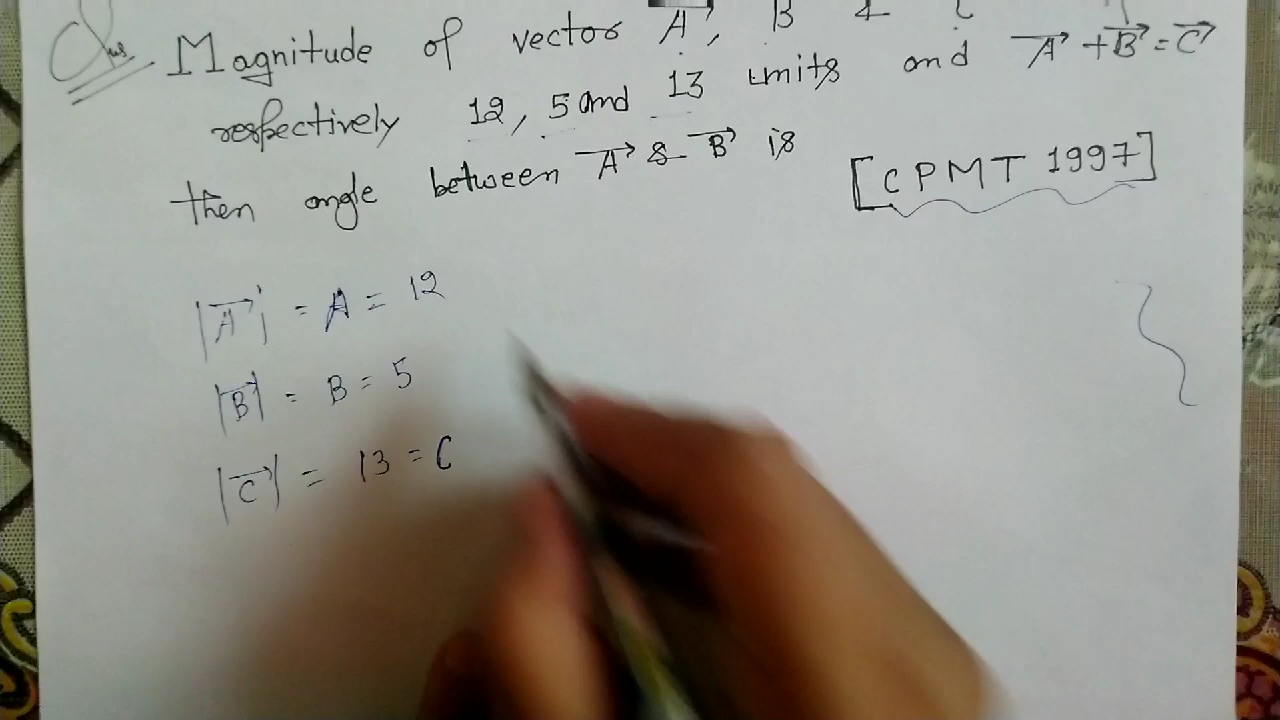 Ques Magnitude of vector A⃗, B &
respectively 12, 5 and 13 units and A⃗ + B⃗ = C⃗
then angle between A⃗ & B⃗ is [CPMT 1997]
|A⃗| = A = 12
|B⃗| = B = 5
|C⃗| = 13 = C